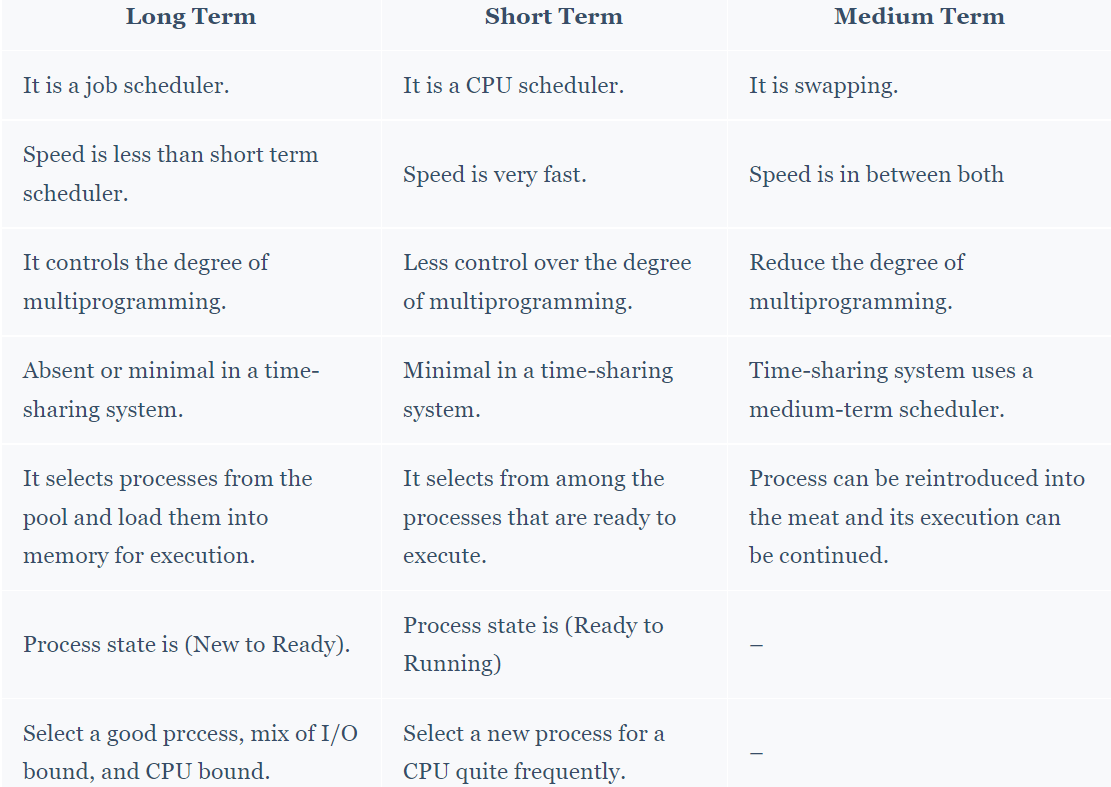 Long Term Short Term Medium Term
It is a job scheduler. It is a CPU scheduler. It is swapping.
Speed is less than short term
scheduler.
Speed is very fast.
Speed is in between both
It controls the degree of
multiprogramming.
Less control over the degree
of multiprogramming.
Reduce the degree of
multiprogramming.
Absent or minimal in a time-
sharing system.
Minimal in a time-sharing
system.
Time-sharing system uses a
medium-term scheduler.
It selects processes from the
pool and load them into
memory for execution.
It selects from among the
processes that are ready to
execute.
Process can be reintroduced into
the meat and its execution can
be continued.
Process state is (New to Ready).
Process state is (Ready to
Running)
–
Select a good prccess, mix of I/O
bound, and CPU bound.
Select a new process for a
CPU quite frequently.
–